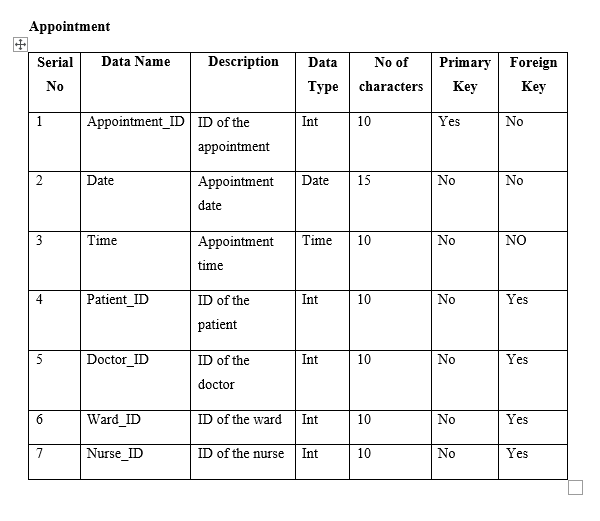 Appointment
Serial No | Data Name | Description | Data Type | No of characters | Primary Key | Foreign Key
1 | Appointment_ID | ID of the appointment | Int | 10 | Yes | No
2 | Date | Appointment date | Date | 15 | No | No
3 | Time | Appointment time | Time | 10 | No | NO
4 | Patient_ID | ID of the patient | Int | 10 | No | Yes
5 | Doctor_ID | ID of the doctor | Int | 10 | No | Yes
6 | Ward_ID | ID of the ward | Int | 10 | No | Yes
7 | Nurse_ID | ID of the nurse | Int | 10 | No | Yes